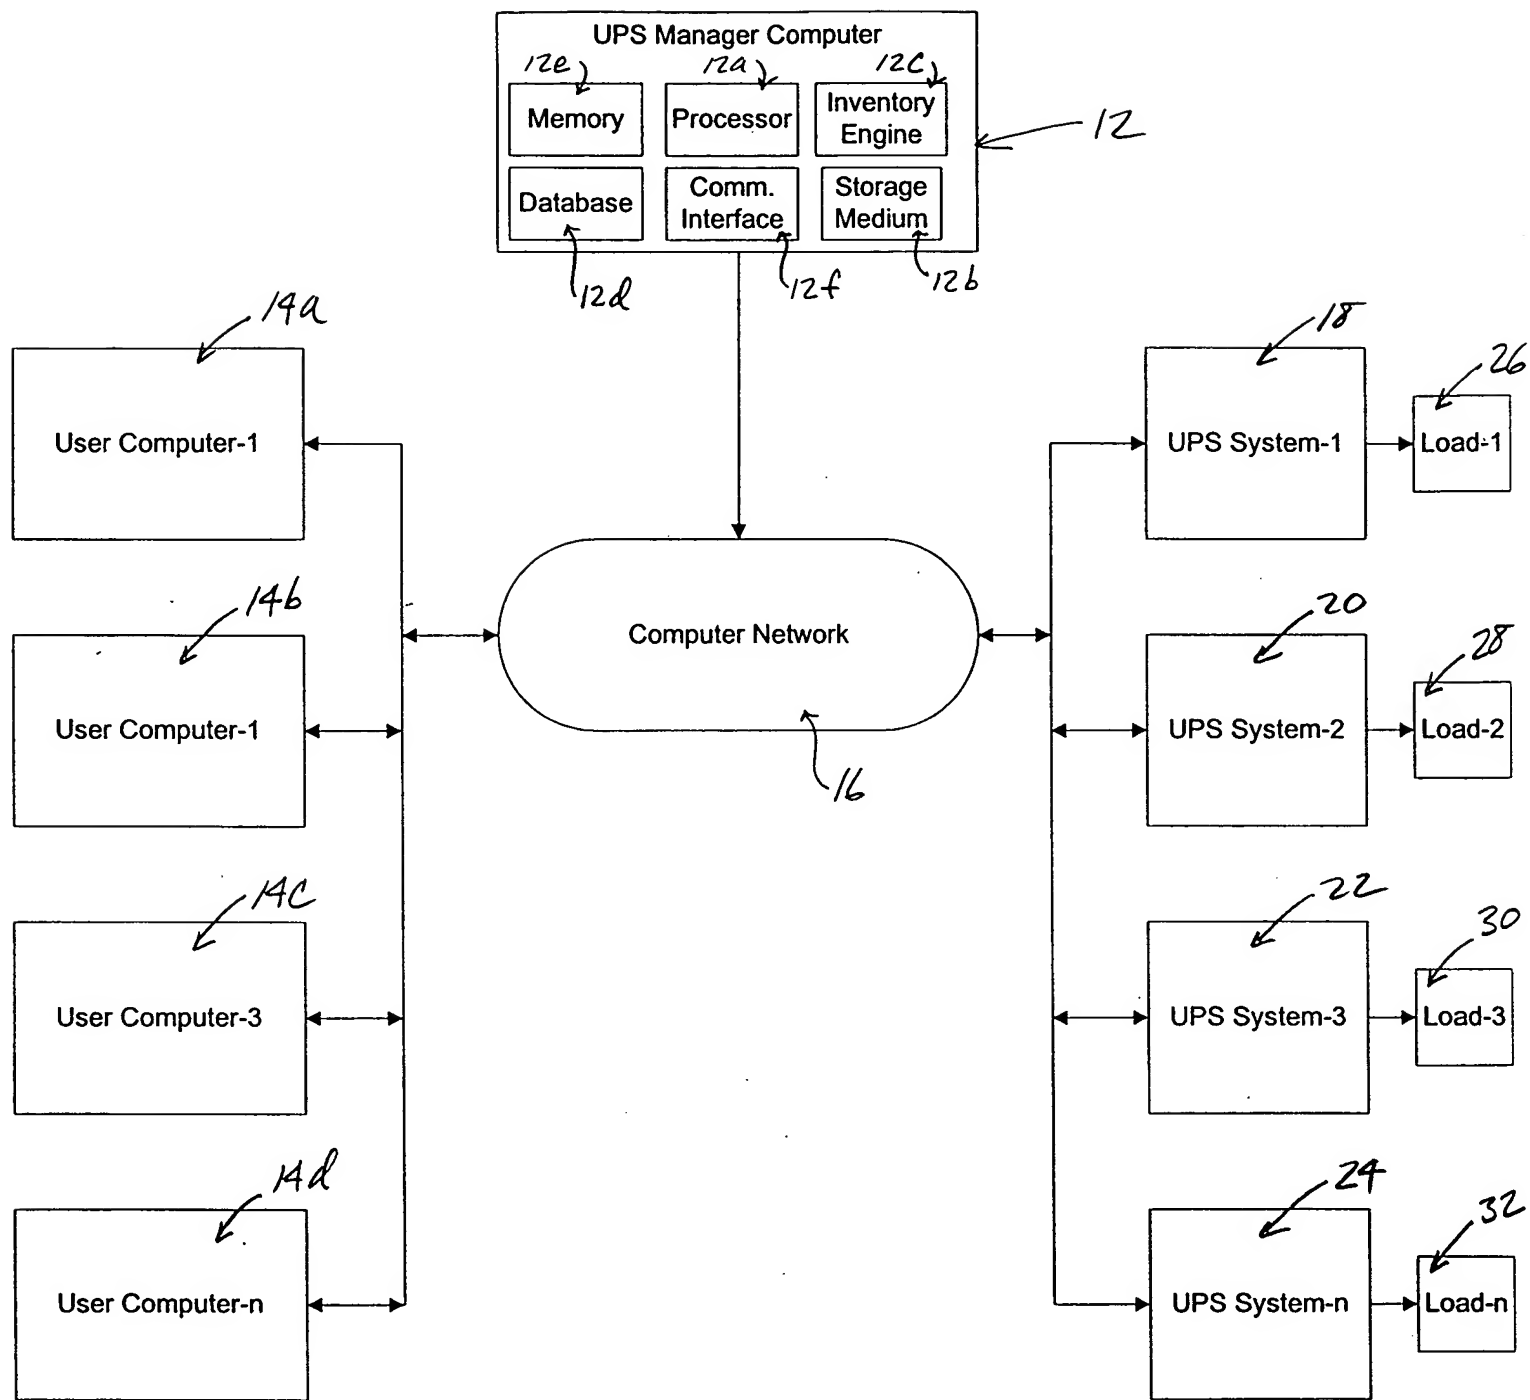 UPS Manager Computer
12e 12a 12c
Memory
Processor
Inventory
Engine
12
Database
Comm.
Interface
Storage
Medium
12d 12f 12b
14a
User Computer-1
18
UPS System-1
26
Load-1
14b
User Computer-1
Computer Network
16
20
UPS System-2
28
Load-2
14c
User Computer-3
22
UPS System-3
30
Load-3
14d
User Computer-n
24
UPS System-n
32
Load-n